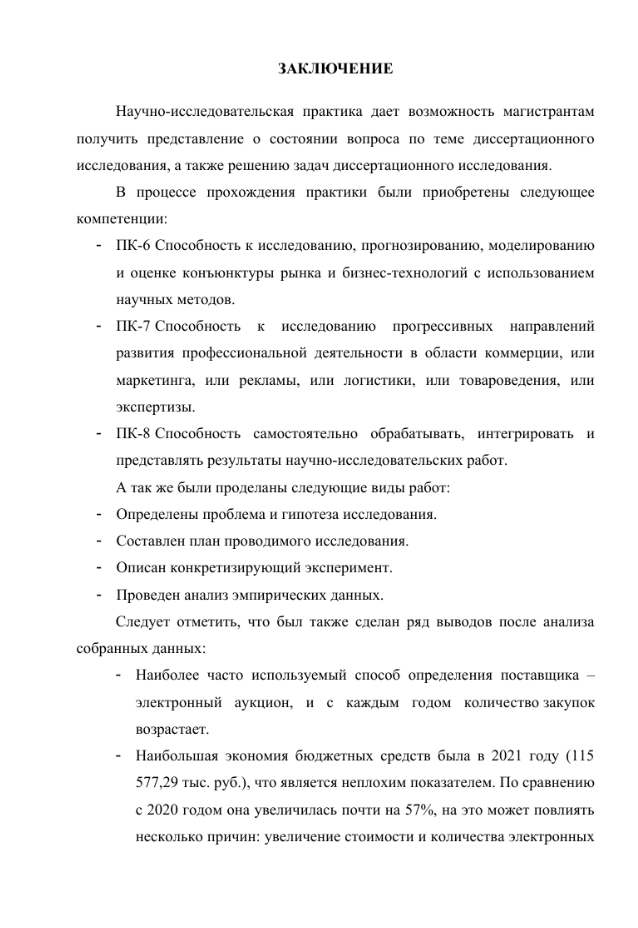 ЗАКЛЮЧЕНИЕ
Научно-исследовательская практика дает возможность магистрантам
получить представление о состоянии вопроса по теме диссертационного
исследования, а также решению задач диссертационного исследования.
В процессе прохождения практики были приобретены следующее
компетенции:
- ПК-6 Способность к исследованию, прогнозированию, моделированию
и оценке конъюнктуры рынка и бизнес-технологий с использованием
научных методов.
- ПК-7 Способность к исследованию прогрессивных направлений
развития профессиональной деятельности в области коммерции, или
маркетинга, или рекламы, или логистики, или товароведения, или
экспертизы.
- ПК-8 Способность самостоятельно обрабатывать, интегрировать и
представлять результаты научно-исследовательских работ.
А так же были проделаны следующие виды работ:
- Определены проблема и гипотеза исследования.
- Составлен план проводимого исследования.
- Описан конкретизирующий эксперимент.
- Проведен анализ эмпирических данных.
Следует отметить, что был также сделан ряд выводов после анализа
собранных данных:
- Наиболее часто используемый способ определения поставщика –
электронный аукцион, и с каждым годом количество закупок
возрастает.
- Наибольшая экономия бюджетных средств была в 2021 году (115
577,29 тыс. руб.), что является неплохим показателем. По сравнению
с 2020 годом она увеличилась почти на 57%, на это может повлиять
несколько причин: увеличение стоимости и количества электронных